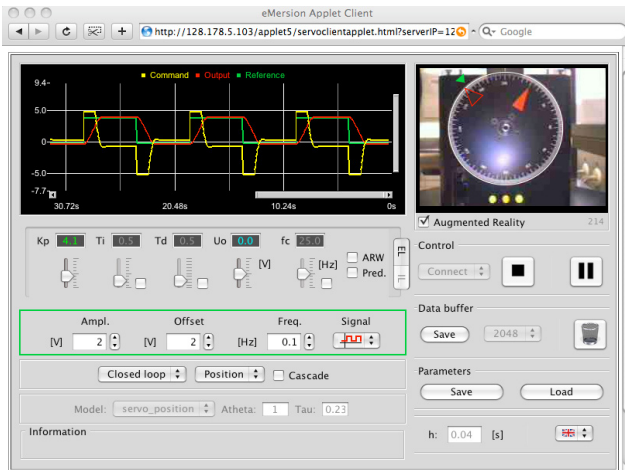 eMersion Applet Client
http://128.178.5.103/applet5/servoclientapplet.html?serverIP=12
Google
Command Output Reference
9.4-
5.0-
0-
-5.0-
-7.7-
30.72s 20.48s 10.24s 0s
Augmented Reality 214
Kp 4.1 Ti 0.5 Td 0.5 Uo 0.0 fc 25.0
[V] [Hz]
ARW
Pred.
EL
IL
Control
Connect
Ampl. Offset Freq. Signal
[V] 2 [V] 2 [Hz] 0.1
Data buffer
Save 2048
Closed loop Position Cascade
Parameters
Save Load
Model: servo_position Atheta: 1 Tau: 0.23
Information
h: 0.04 [s]